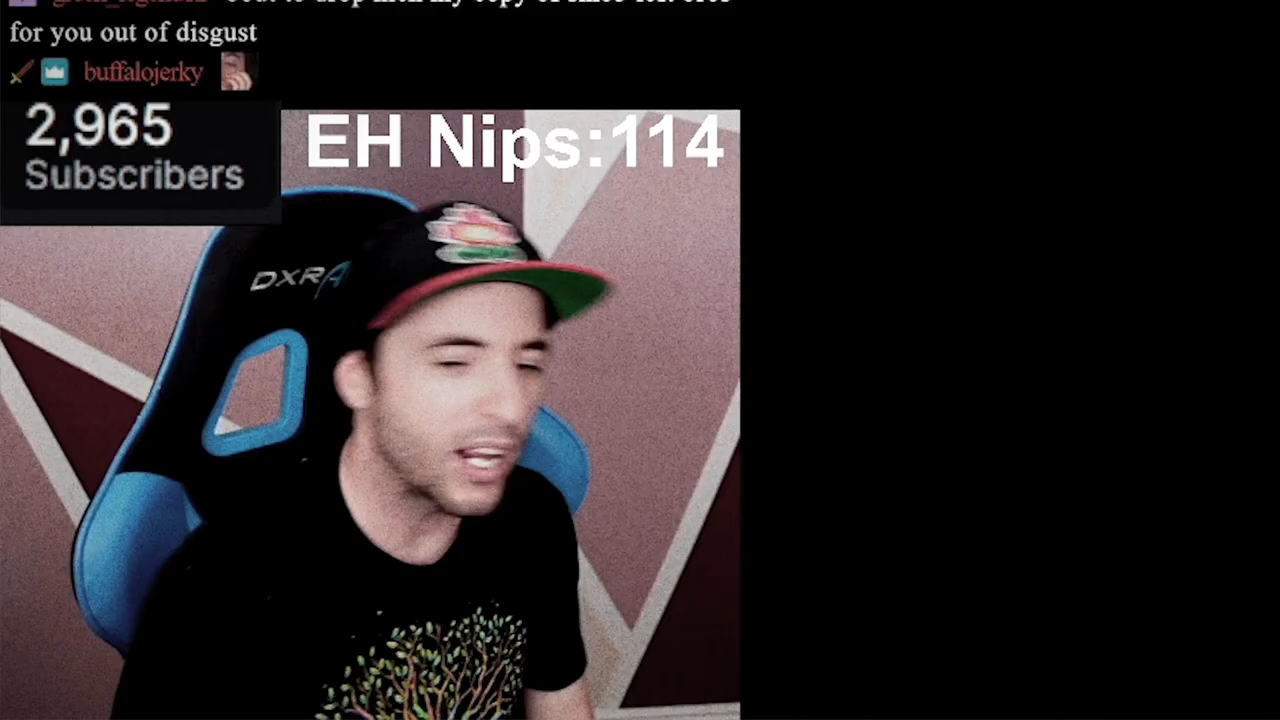 for you out of disgust
buffalojerky
2,965
Subscribers
EH Nips:114
DXRA